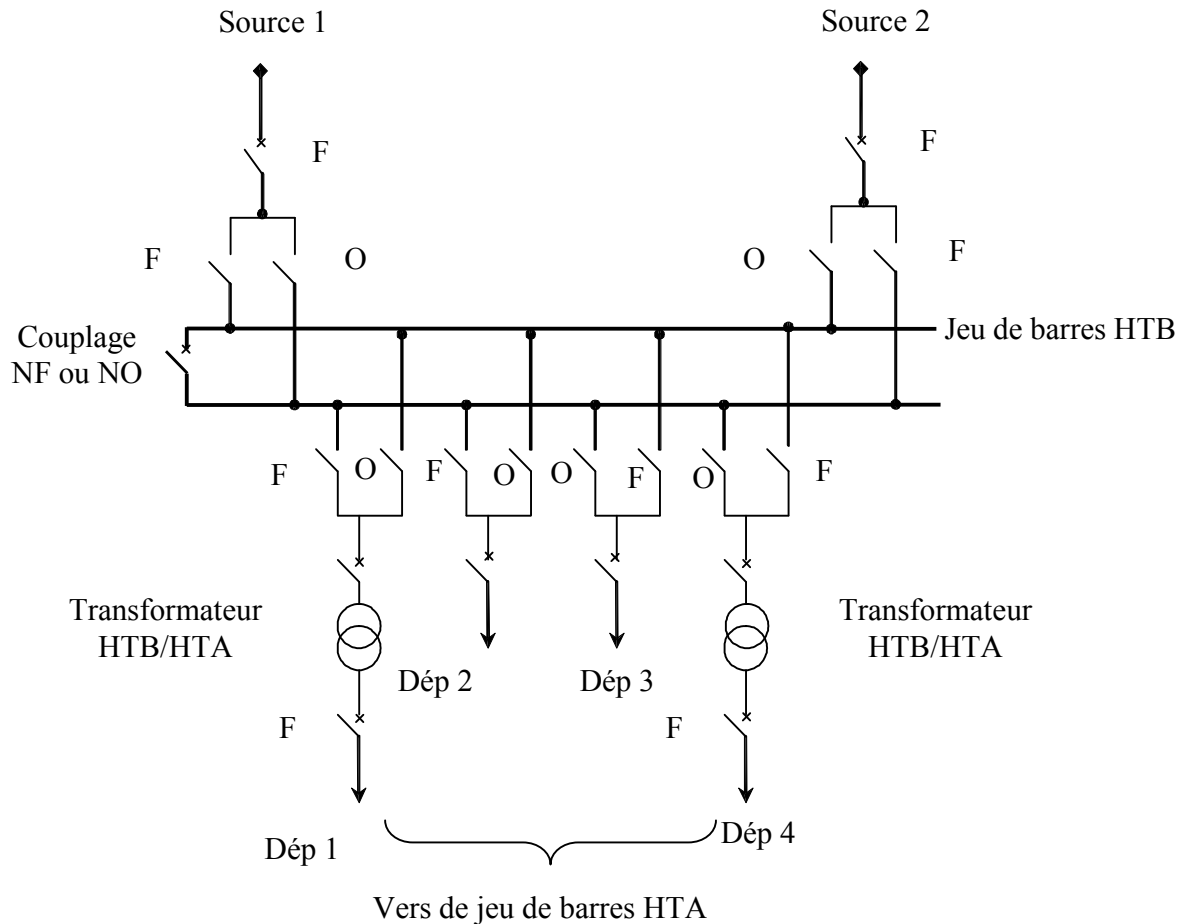 Source 1
Source 2
F
F
F
O
O
F
Couplage
NF ou NO
Jeu de barres HTB
F
O
F
O
O
F
O
F
Transformateur
HTB/HTA
Transformateur
HTB/HTA
Dép 2
Dép 3
F
F
Dép 1
Dép 4
Vers de jeu de barres HTA